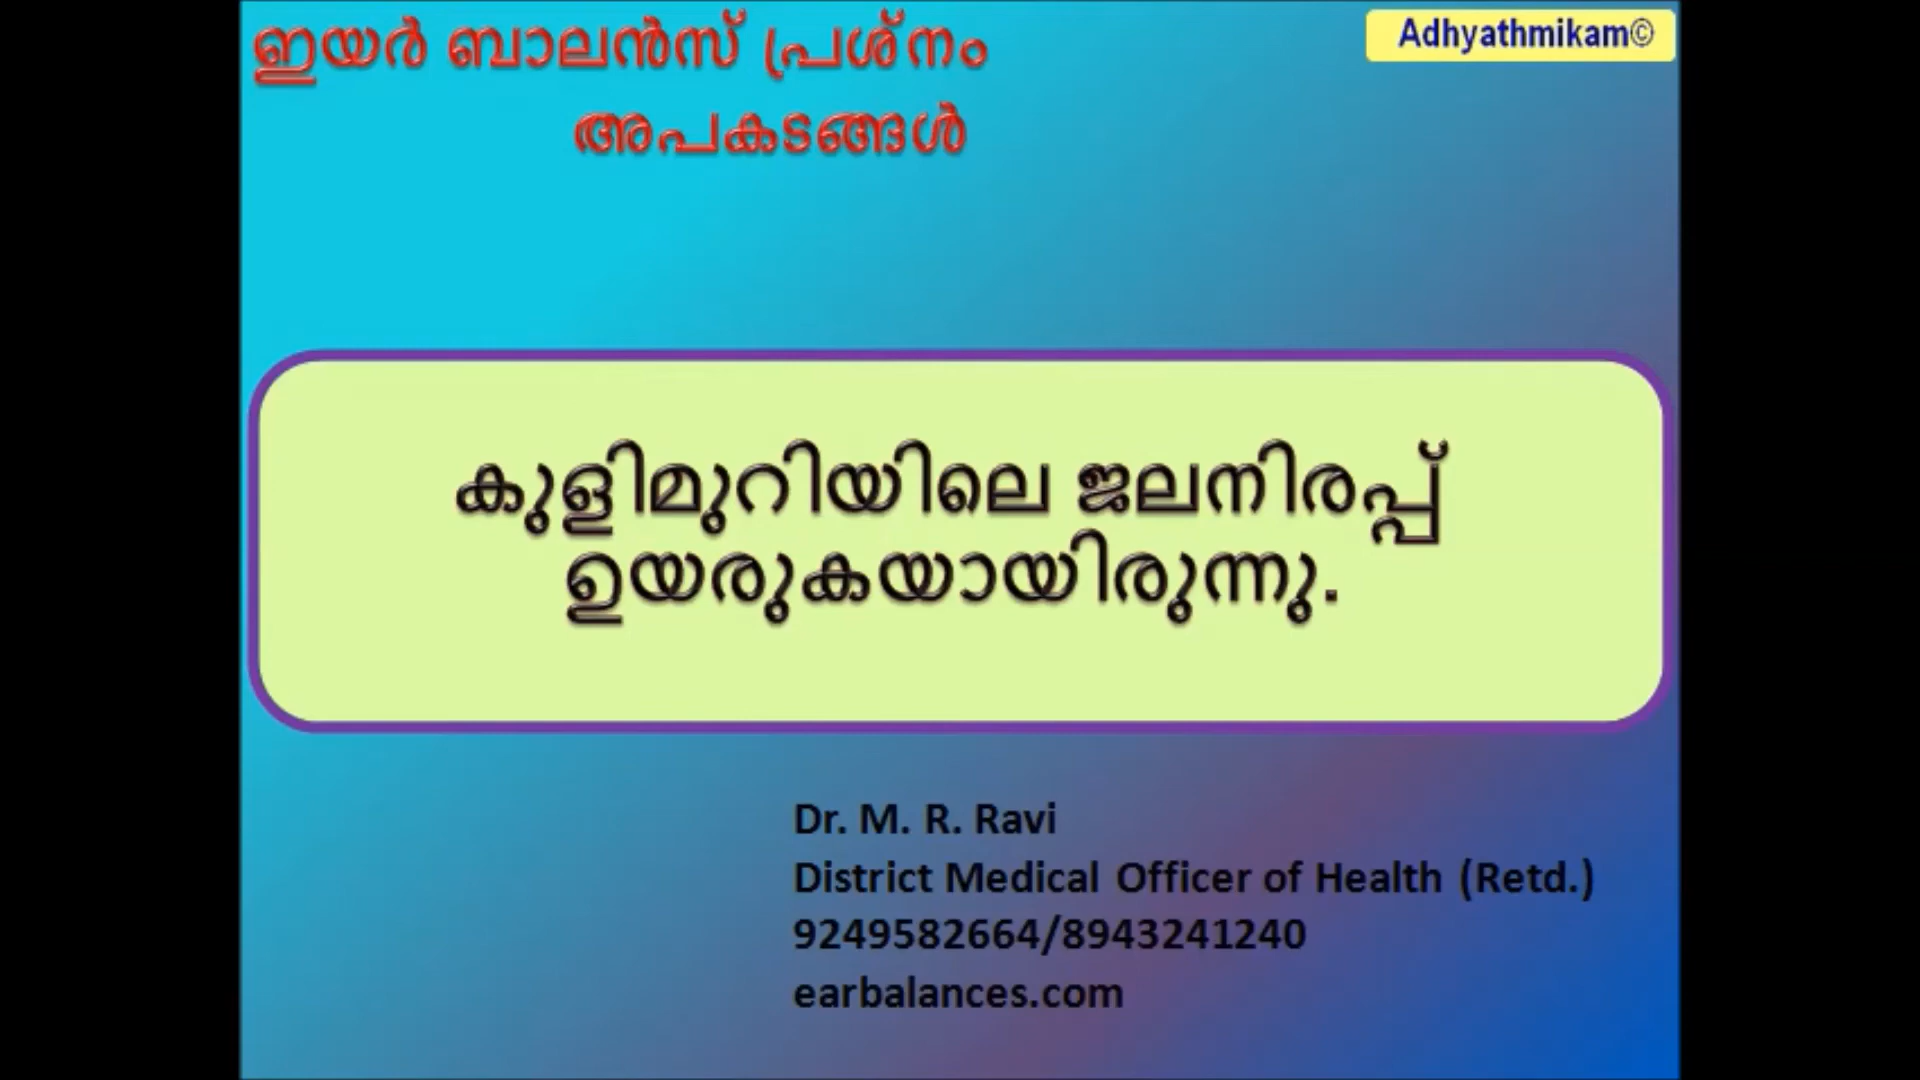 ഇയർ ബാലൻസ് പ്രശ്നം
Adhyathmikam©
അപകടങ്ങൾ
കുളിമുറിയിലെ ജലനിരപ്പ്
ഉയരുകയായിരുന്നു.
Dr. M. R. Ravi
District Medical Officer of Health (Retd.)
9249582664/8943241240
earbalances.com